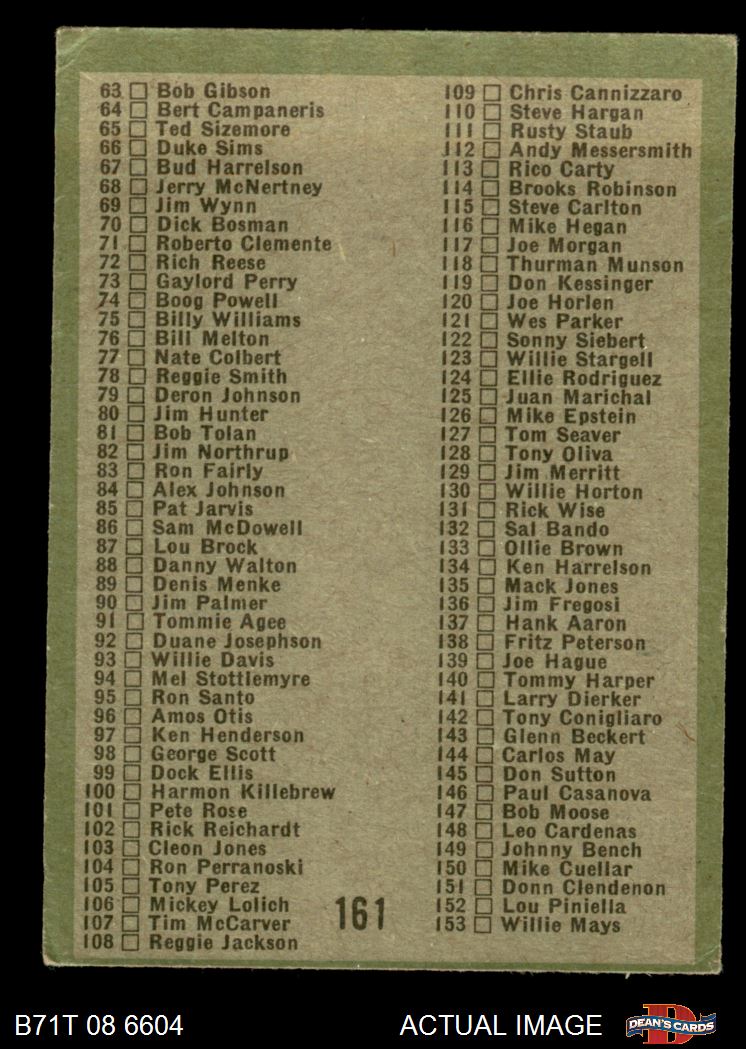 63 Bob Gibson
64 Bert Campaneris
65 Ted Sizemore
66 Duke Sims
67 Bud Harrelson
68 Jerry McNertney
69 Jim Wynn
70 Dick Bosman
71 Roberto Clemente
72 Rich Reese
73 Gaylord Perry
74 Boog Powell
75 Billy Williams
76 Bill Melton
77 Nate Colbert
78 Reggie Smith
79 Deron Johnson
80 Jim Hunter
81 Bob Tolan
82 Jim Northrup
83 Ron Fairly
84 Alex Johnson
85 Pat Jarvis
86 Sam McDowell
87 Lou Brock
88 Danny Walton
89 Denis Menke
90 Jim Palmer
91 Tommie Agee
92 Duane Josephson
93 Willie Davis
94 Mel Stottlemyre
95 Ron Santo
96 Amos Otis
97 Ken Henderson
98 George Scott
99 Dock Ellis
100 Harmon Killebrew
101 Pete Rose
102 Rick Reichardt
103 Cleon Jones
104 Ron Perranoski
105 Tony Perez
106 Mickey Lolich
107 Tim McCarver
108 Reggie Jackson
161
109 Chris Cannizzaro
110 Steve Hargan
111 Rusty Staub
112 Andy Messersmith
113 Rico Carty
114 Brooks Robinson
115 Steve Carlton
116 Mike Hegan
117 Joe Morgan
118 Thurman Munson
119 Don Kessinger
120 Joe Horlen
121 Wes Parker
122 Sonny Siebert
123 Willie Stargell
124 Ellie Rodriguez
125 Juan Marichal
126 Mike Epstein
127 Tom Seaver
128 Tony Oliva
129 Jim Merritt
130 Willie Horton
131 Rick Wise
132 Sal Bando
133 Ollie Brown
134 Ken Harrelson
135 Mack Jones
136 Jim Fregosi
137 Hank Aaron
138 Fritz Peterson
139 Joe Hague
140 Tommy Harper
141 Larry Dierker
142 Tony Conigliaro
143 Glenn Beckert
144 Carlos May
145 Don Sutton
146 Paul Casanova
147 Bob Moose
148 Leo Cardenas
149 Johnny Bench
150 Mike Cuellar
151 Donn Clendenon
152 Lou Piniella
153 Willie Mays
B71T 08 6604
ACTUAL IMAGE
D
DEAN'S CARDS